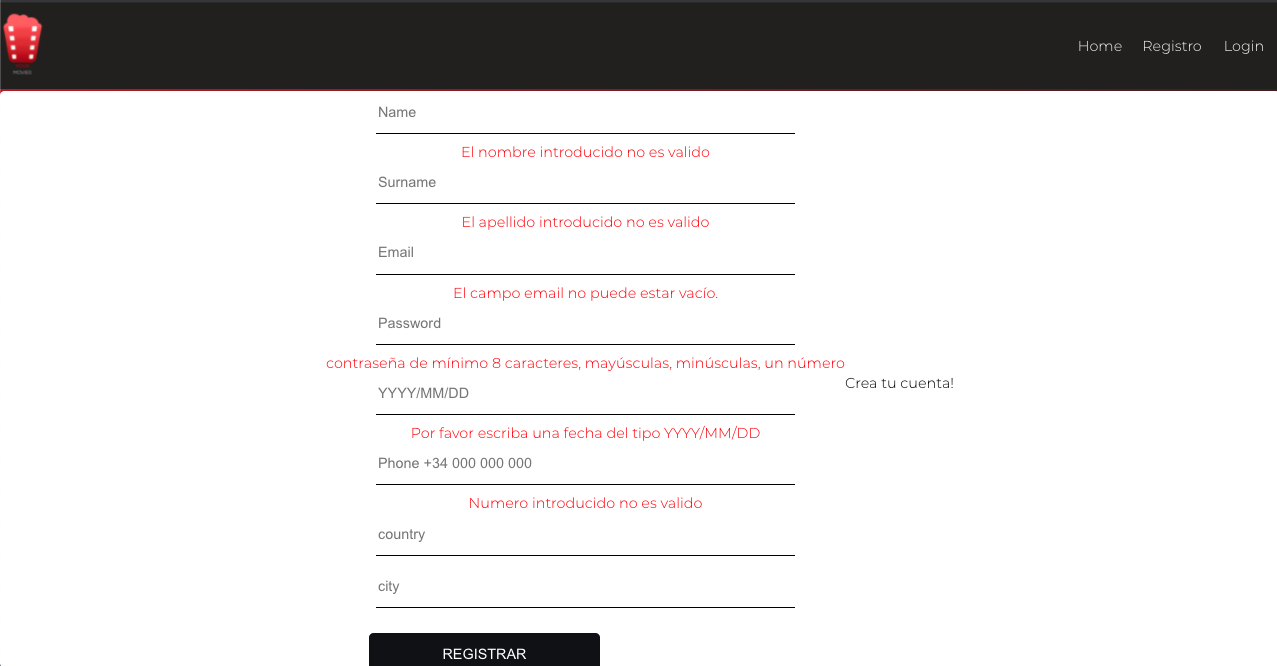 MOVIES
Home Registro Login
Name
El nombre introducido no es valido
Surname
El apellido introducido no es valido
Email
El campo email no puede estar vacío.
Password
contraseña de mínimo 8 caracteres, mayúsculas, minúsculas, un número
Crea tu cuenta!
YYYY/MM/DD
Por favor escriba una fecha del tipo YYYY/MM/DD
Phone +34 000 000 000
Numero introducido no es valido
country
city
REGISTRAR